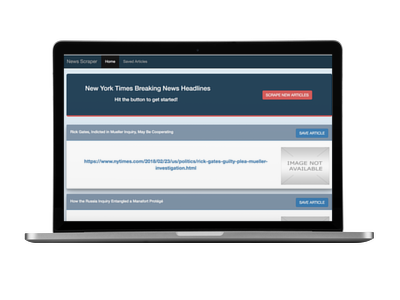 News Scraper Home Saved Articles
New York Times Breaking News Headlines
Hit the button to get started!
SCRAPE NEW ARTICLES
Rick Gates, Indicted in Mueller Inquiry, May Be Cooperating
SAVE ARTICLE
https://www.nytimes.com/2018/02/23/us/politics/rick-gates-guilty-plea-mueller-
investigation.html
IMAGE NOT
AVAILABLE
How the Russia Inquiry Entangled a Manafort Protégé
SAVE ARTICLE